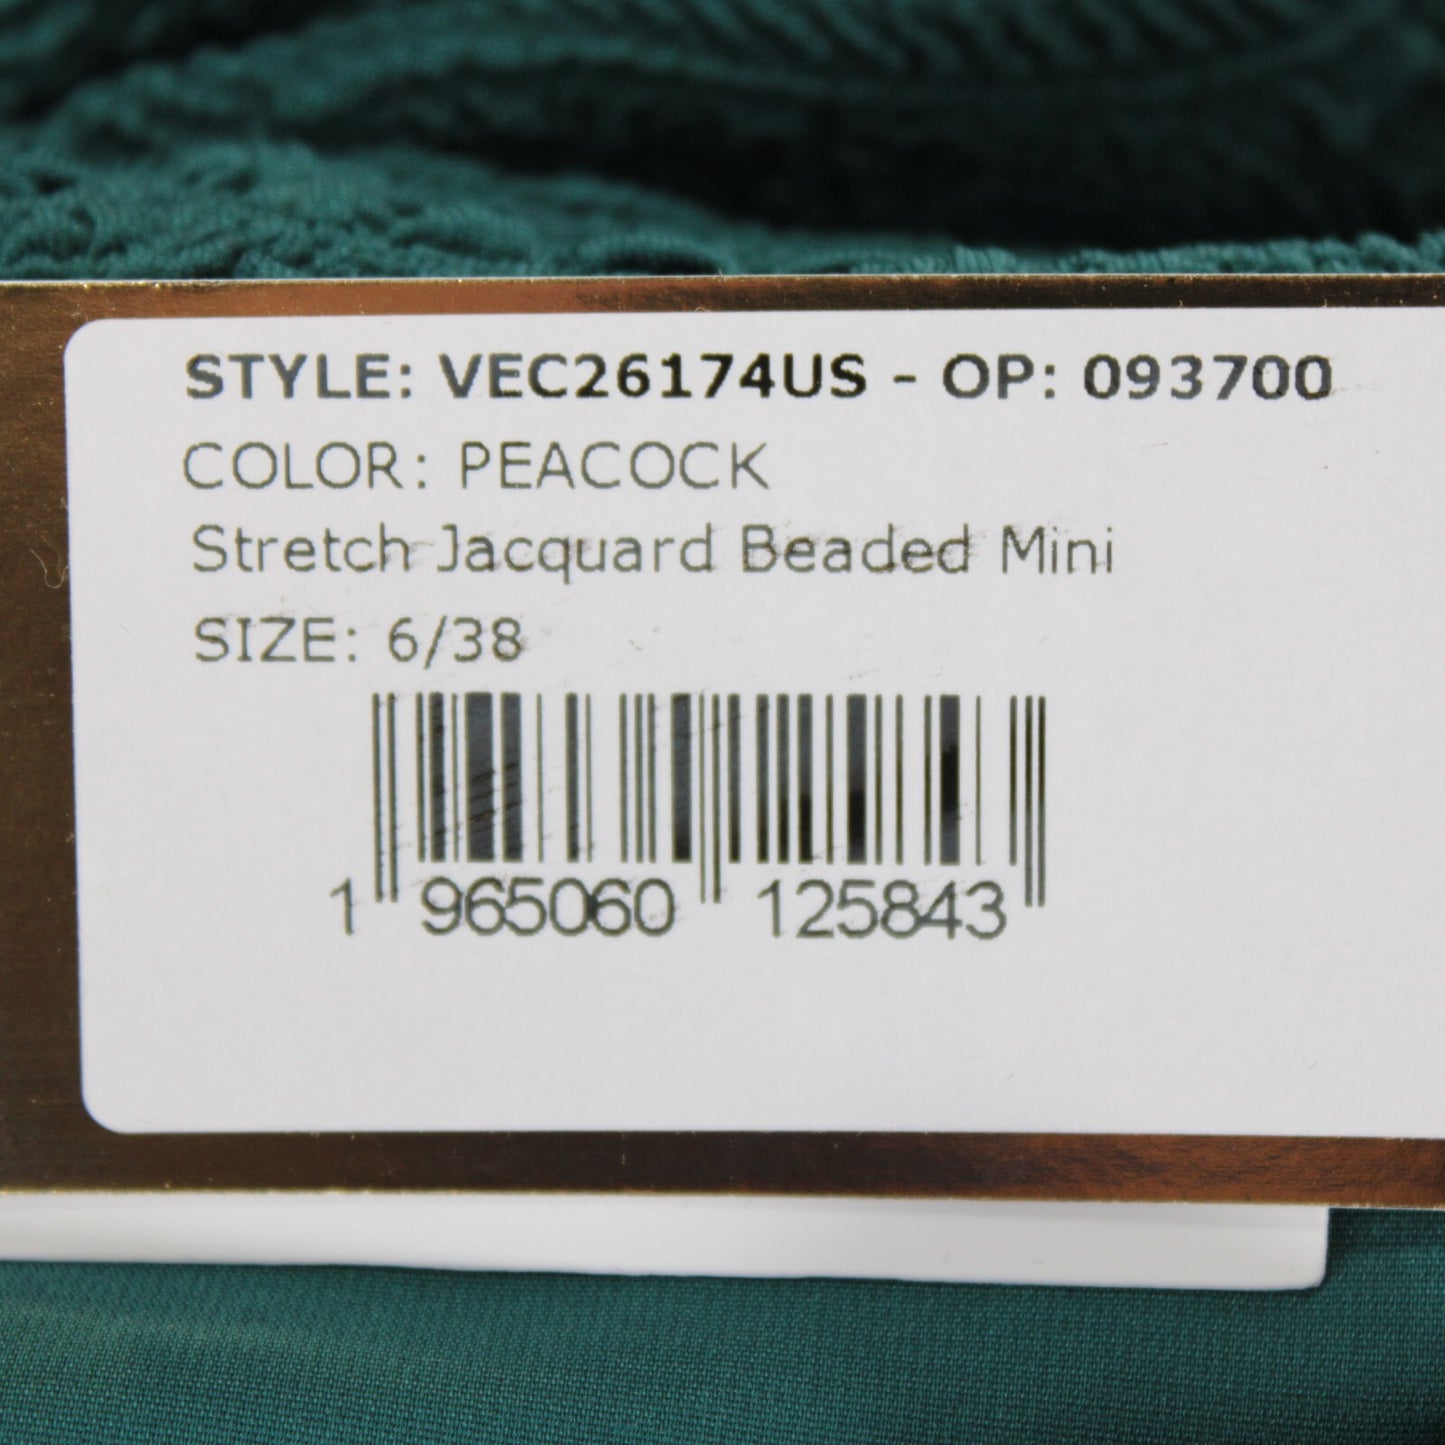 STYLE: VEC26174US - OP: 093700
COLOR: PEACOCK
Stretch Jacquard Beaded Mini
SIZE: 6/38
1 965060 125843